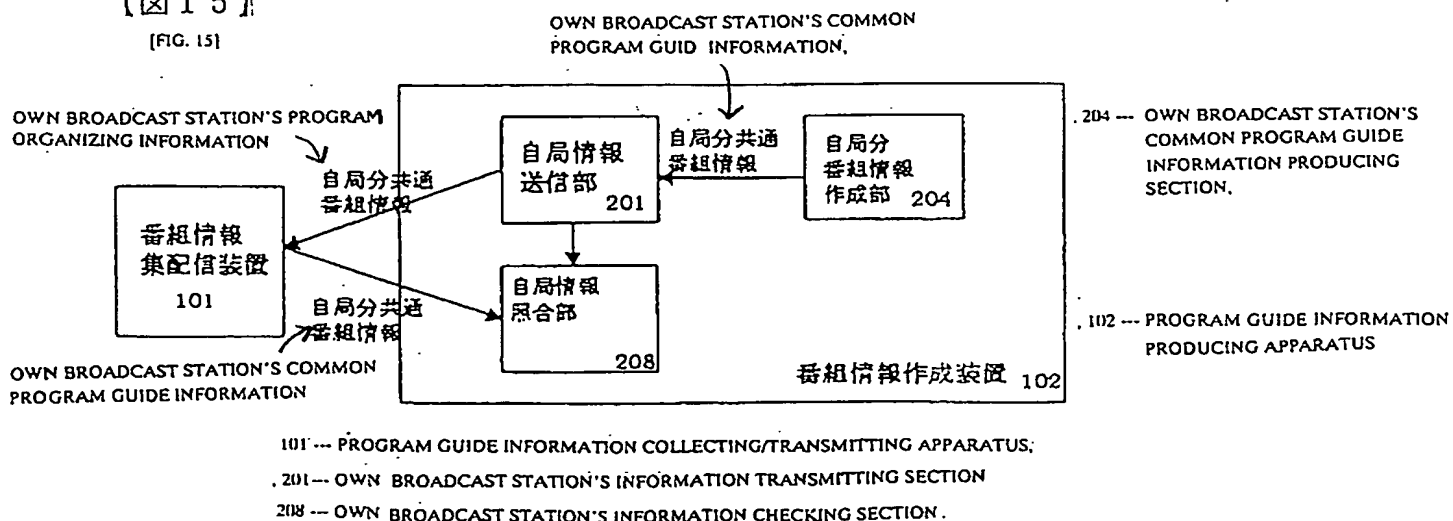 【図15】
[FIG. 15]
OWN BROADCAST STATION'S COMMON
PROGRAM GUID INFORMATION,
OWN BROADCAST STATION'S PROGRAM
ORGANIZING INFORMATION
自局分共通
番組情報
自局情報
送信部
201
自局分共通
番組情報
自局分
番組情報
作成部 204
204 --- OWN BROADCAST STATION'S
COMMON PROGRAM GUIDE
INFORMATION PRODUCING
SECTION,
番組情報
集配信装置
101
自局分共通
番組情報
自局情報
照合部
208
OWN BROADCAST STATION'S COMMON
PROGRAM GUIDE INFORMATION
番組情報作成装置 102
102 --- PROGRAM GUIDE INFORMATION
PRODUCING APPARATUS
101 --- PROGRAM GUIDE INFORMATION COLLECTING/TRANSMITTING APPARATUS,
201 --- OWN BROADCAST STATION'S INFORMATION TRANSMITTING SECTION
208 --- OWN BROADCAST STATION'S INFORMATION CHECKING SECTION.